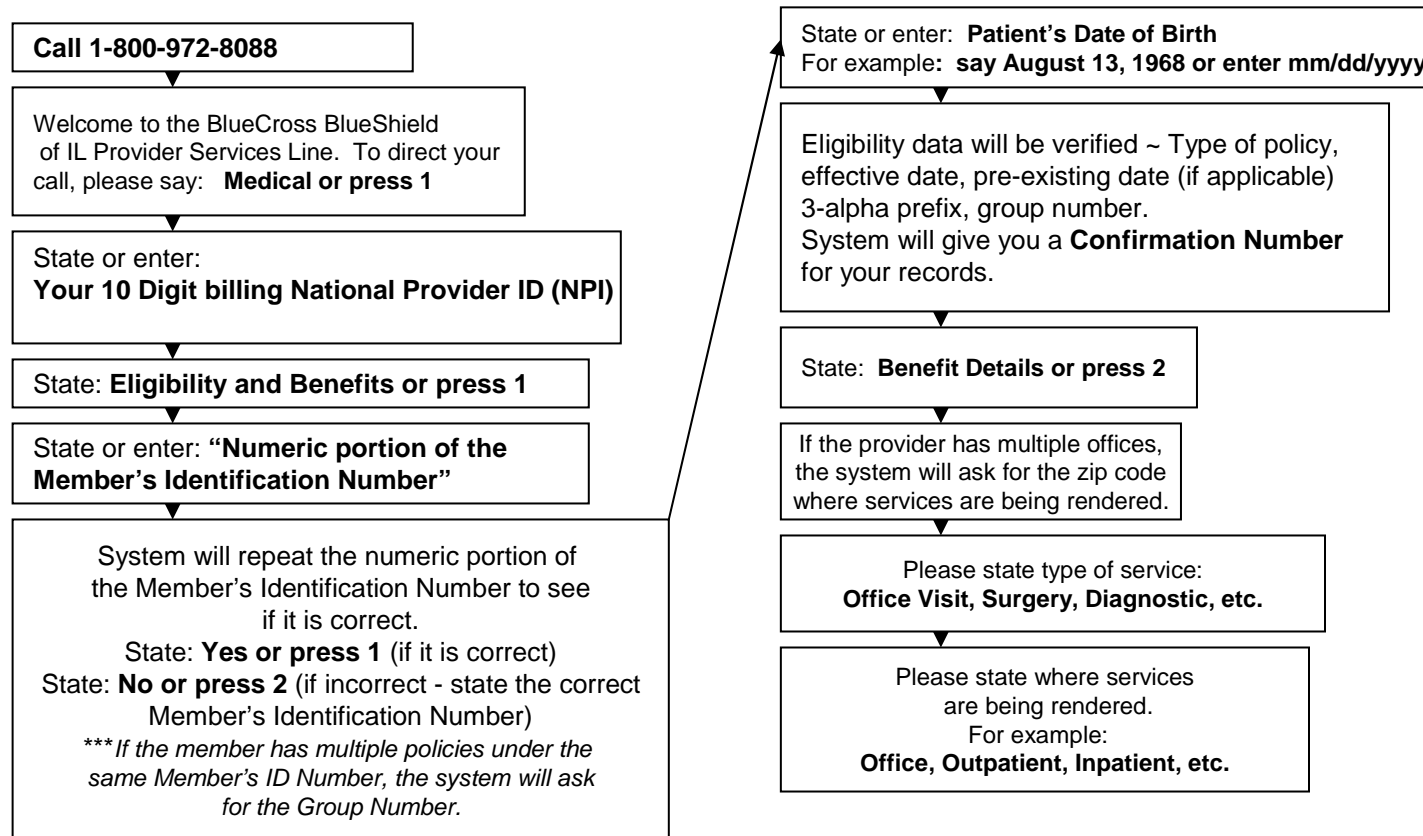 Call 1-800-972-8088
Welcome to the BlueCross BlueShield
of IL Provider Services Line. To direct your
call, please say: Medical or press 1
State or enter:
Your 10 Digit billing National Provider ID (NPI)
State: Eligibility and Benefits or press 1
State or enter: “Numeric portion of the
Member’s Identification Number”
System will repeat the numeric portion of
the Member’s Identification Number to see
if it is correct.
State: Yes or press 1 (if it is correct)
State: No or press 2 (if incorrect - state the correct
Member’s Identification Number)
***If the member has multiple policies under the
same Member’s ID Number, the system will ask
for the Group Number.
State or enter: Patient’s Date of Birth
For example: say August 13, 1968 or enter mm/dd/yyyy
Eligibility data will be verified ~ Type of policy,
effective date, pre-existing date (if applicable)
3-alpha prefix, group number.
System will give you a Confirmation Number
for your records.
State: Benefit Details or press 2
If the provider has multiple offices,
the system will ask for the zip code
where services are being rendered.
Please state type of service:
Office Visit, Surgery, Diagnostic, etc.
Please state where services
are being rendered.
For example:
Office, Outpatient, Inpatient, etc.